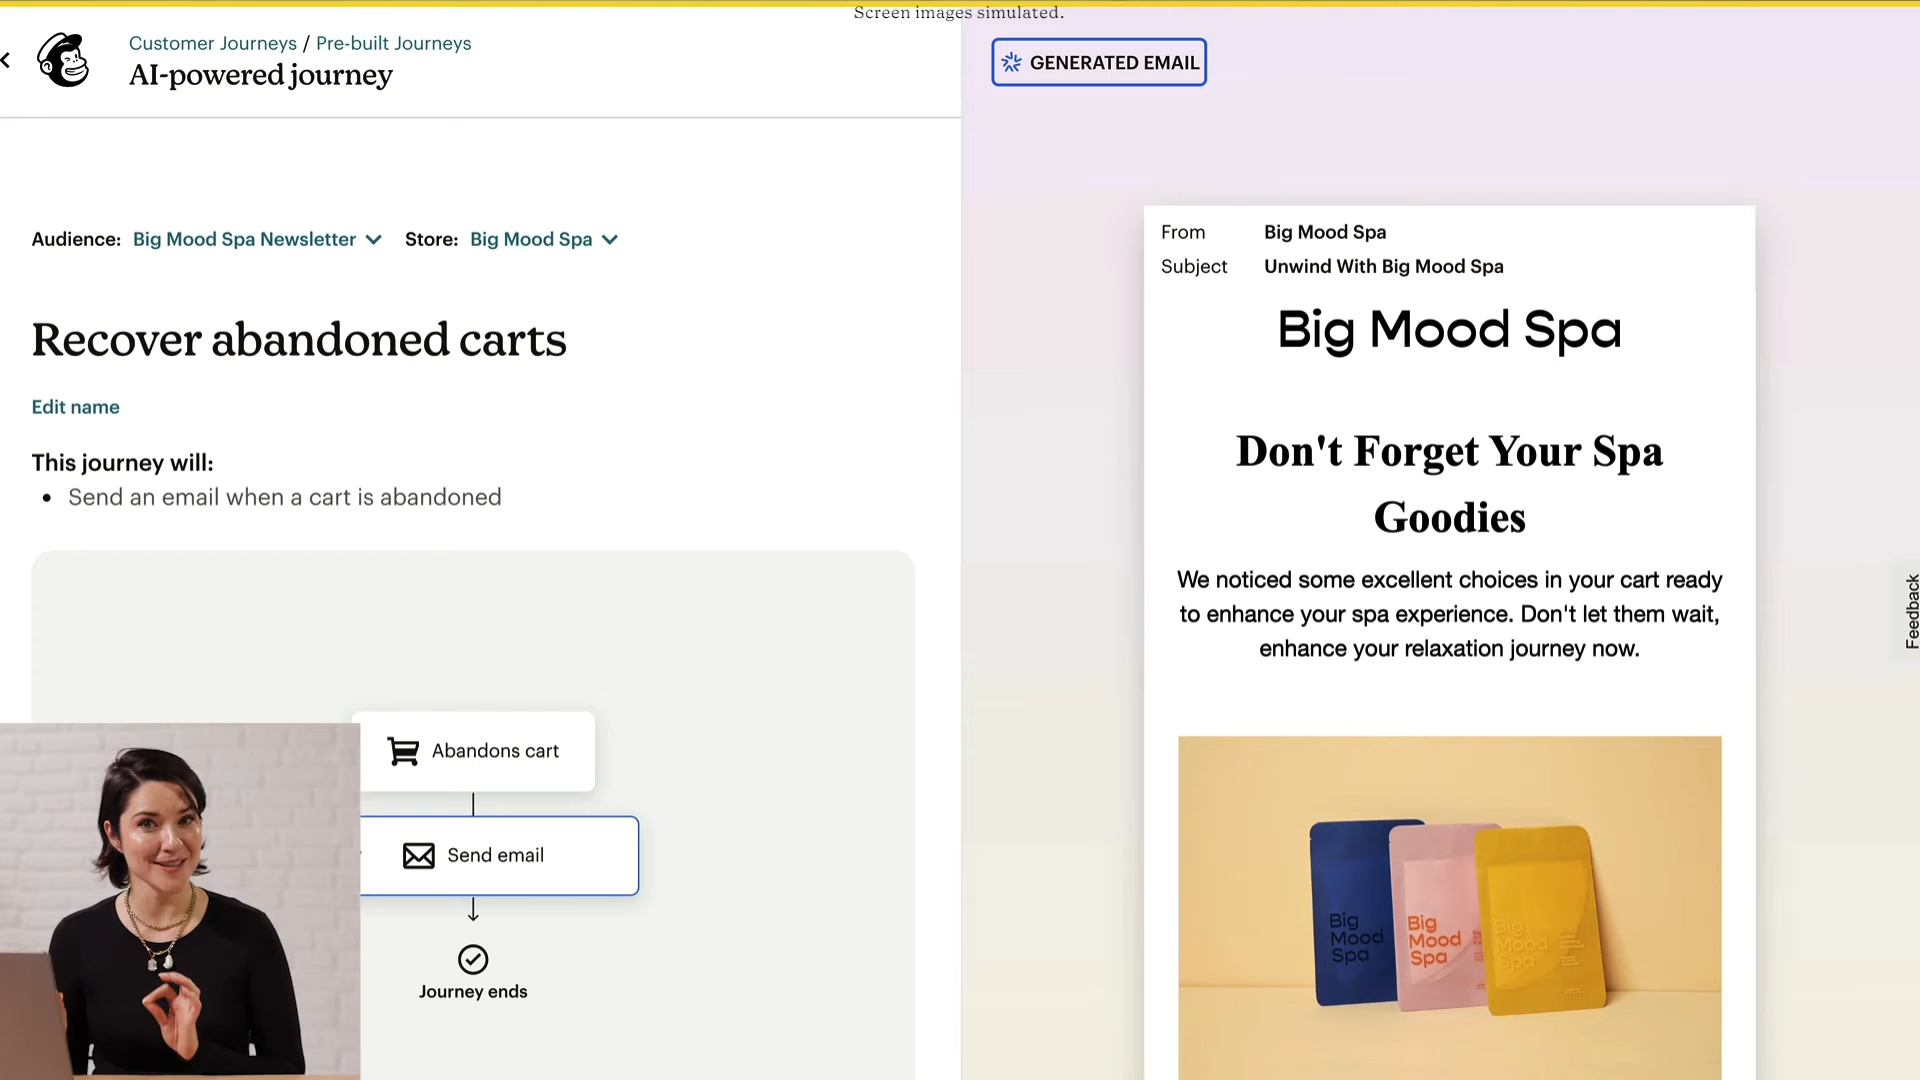 Screen images simulated.
Customer Journeys / Pre-built Journeys
AI-powered journey
GENERATED EMAIL
Audience: Big Mood Spa Newsletter Store: Big Mood Spa
Recover abandoned carts
Edit name
This journey will:
• Send an email when a cart is abandoned
Abandons cart
Send email
Journey ends
From Big Mood Spa
Subject Unwind With Big Mood Spa
Big Mood Spa
Don't Forget Your Spa
Goodies
We noticed some excellent choices in your cart ready
to enhance your spa experience. Don't let them wait,
enhance your relaxation journey now.
Big
Mood
Spa
Big
Mood
Spa
Big
Mood
Spa
Feedback